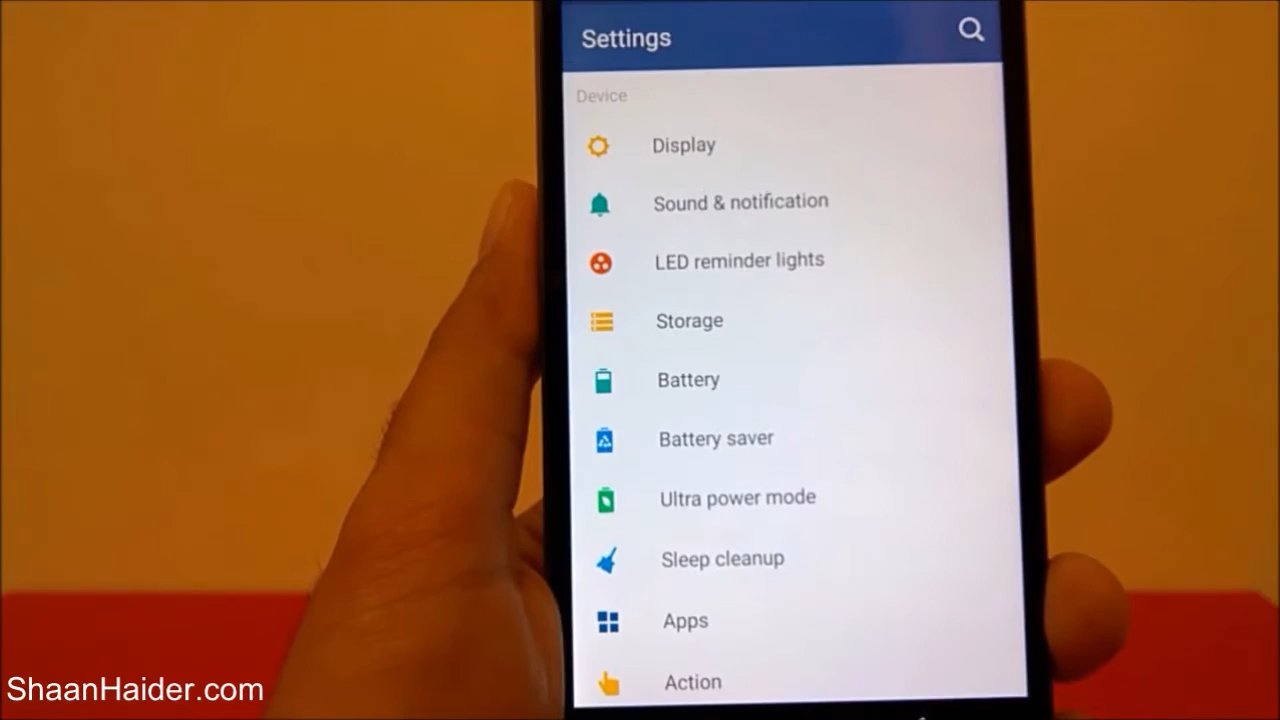 Settings
Device
Display
Sound & notification
LED reminder lights
Storage
Battery
Battery saver
Ultra power mode
Sleep cleanup
Apps
Action
ShaanHaider.com